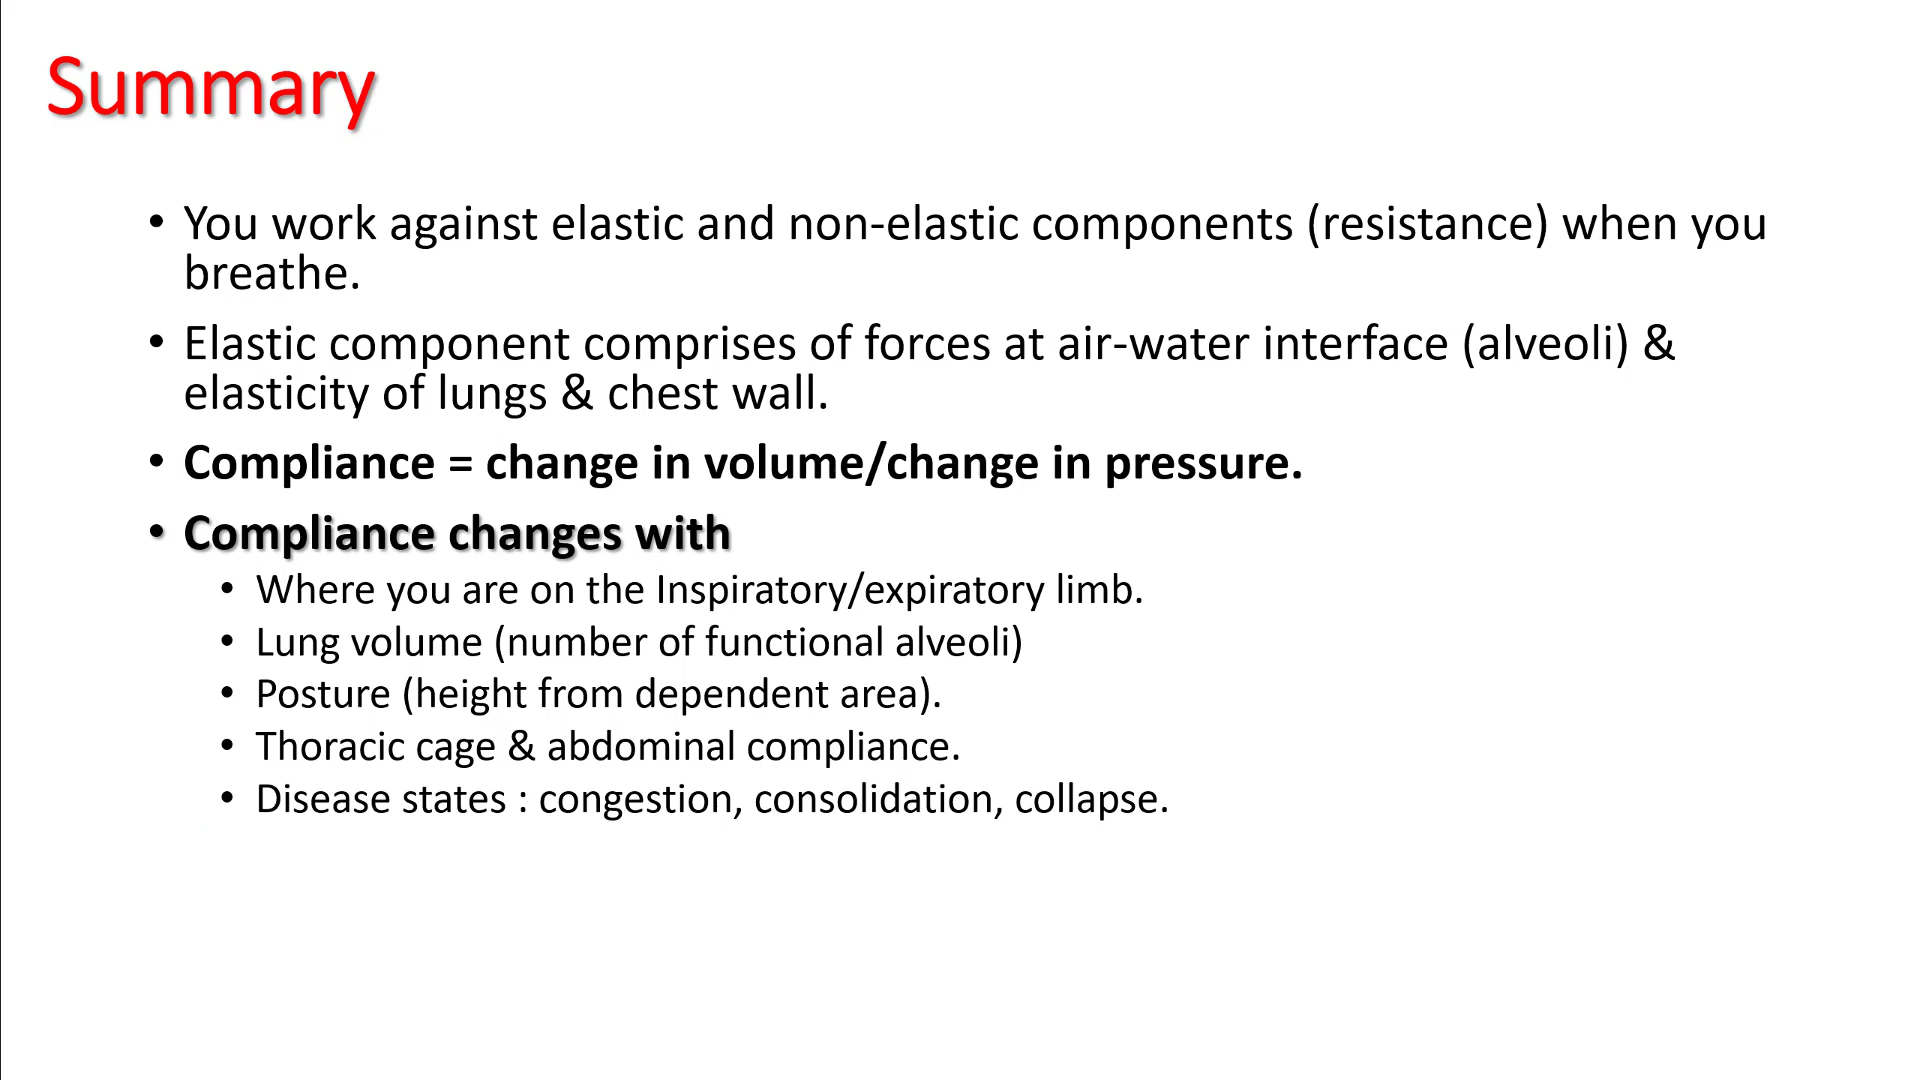 Summary
• You work against elastic and non-elastic components (resistance) when you
breathe.
• Elastic component comprises of forces at air-water interface (alveoli) &
elasticity of lungs & chest wall.
• Compliance = change in volume/change in pressure.
• Compliance changes with
• Where you are on the Inspiratory/expiratory limb.
• Lung volume (number of functional alveoli)
• Posture (height from dependent area).
• Thoracic cage & abdominal compliance.
• Disease states : congestion, consolidation, collapse.